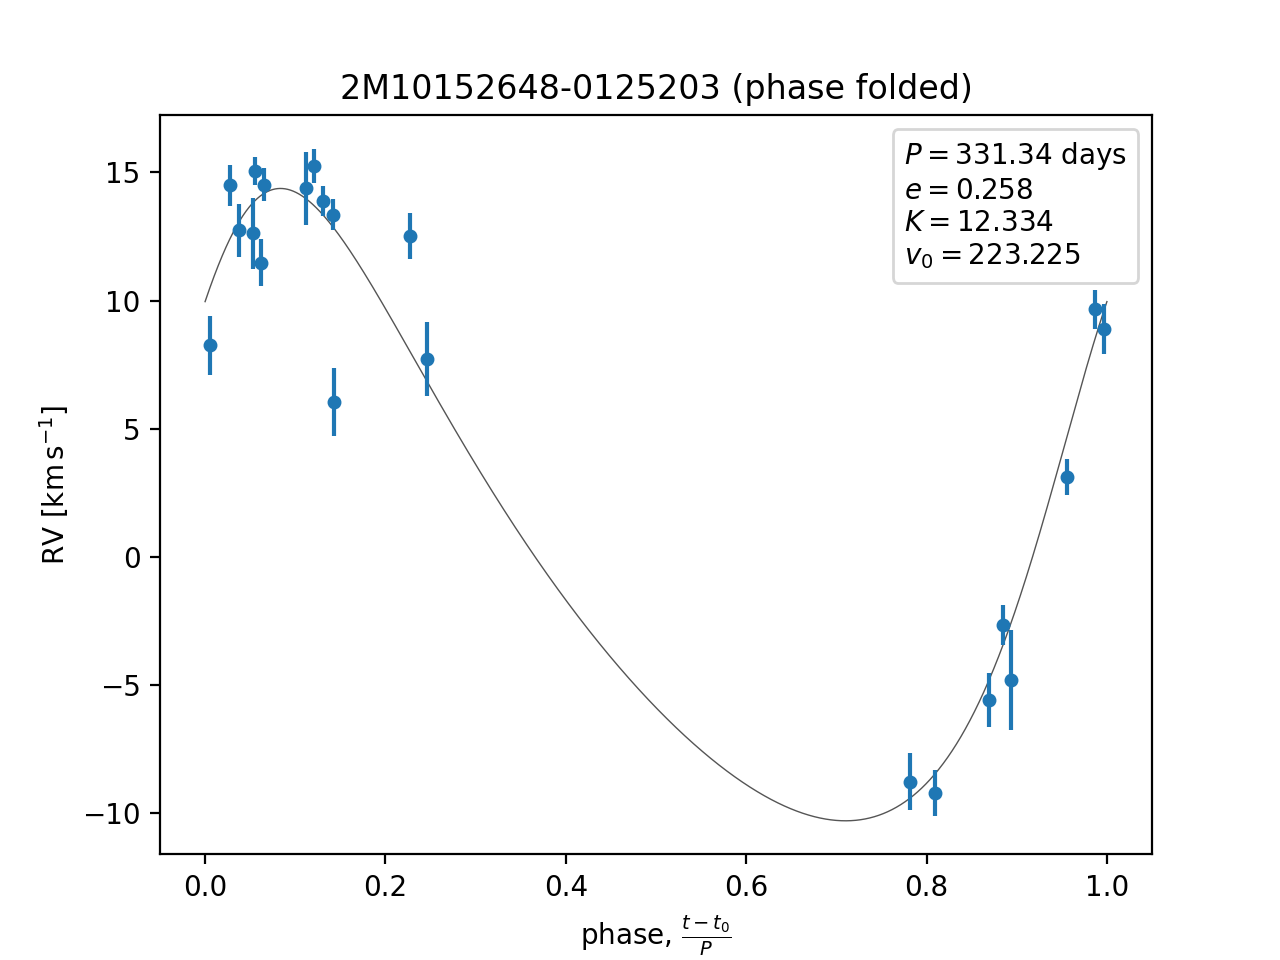 2M10152648-0125203 (phase folded)
P = 331.34 days
e = 0.258
K = 12.334
v₀ = 223.225
15
10
5
0
−5
−10
RV [km s⁻¹]
0.0 0.2 0.4 0.6 0.8 1.0
phase, (t − t₀)/P